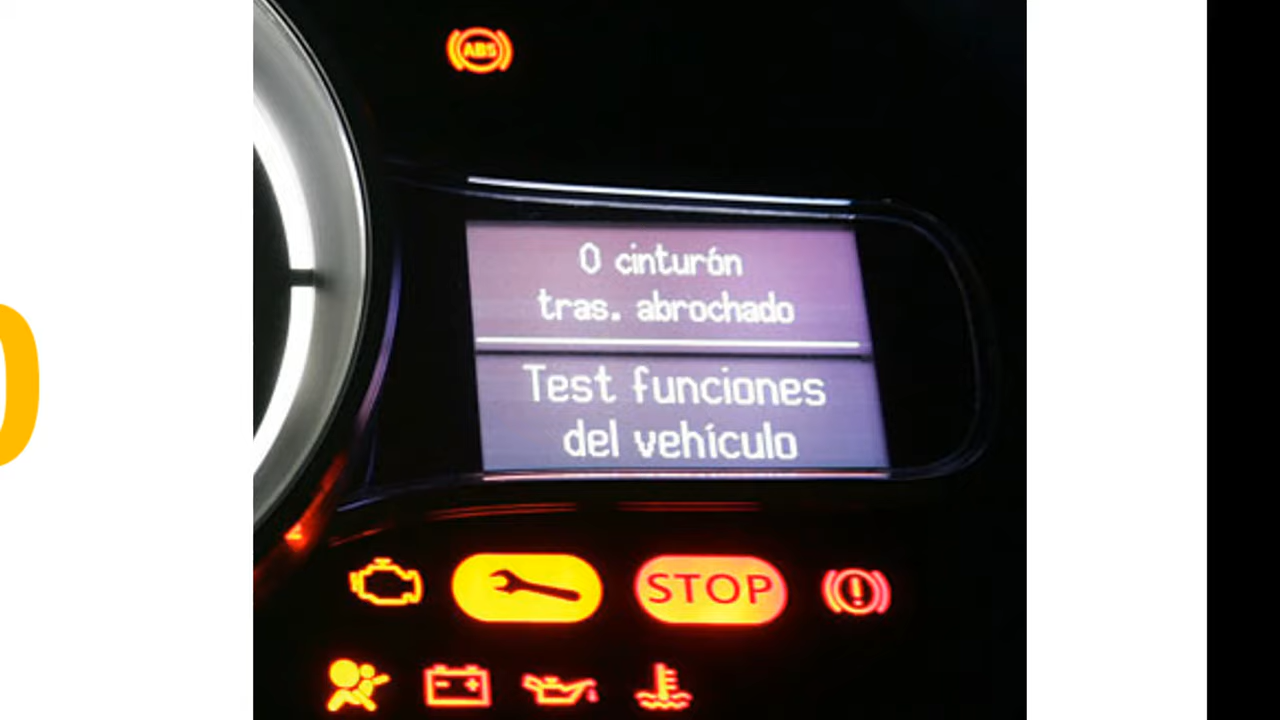 ABS
0 cinturón
tras. abrochado
Test funciones
del vehículo
STOP